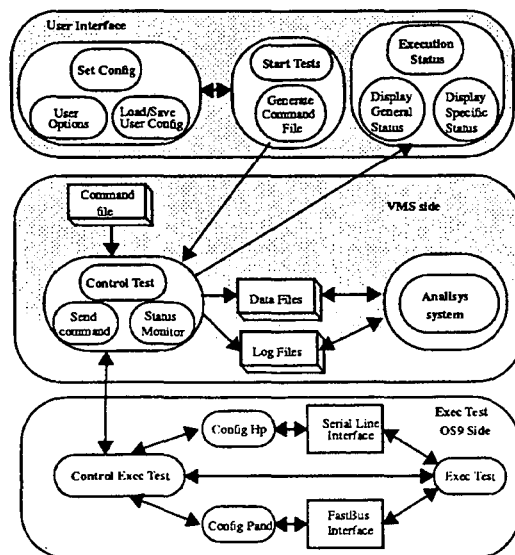 User Interface
Set Config
User
Options
Load/Save
User Config
Start Tests
Generate
Command
File
Execution
Status
Display
General
Status
Display
Specific
Status
Command
file
VMS side
Control Test
Send
command
Status
Monitor
Data Files
Log Files
Anallsys
system
Exec Test
OS9 Side
Config Hp
Serial Line
Interface
Control Exec Test
Exec Test
Config Pand
FastBus
Interface